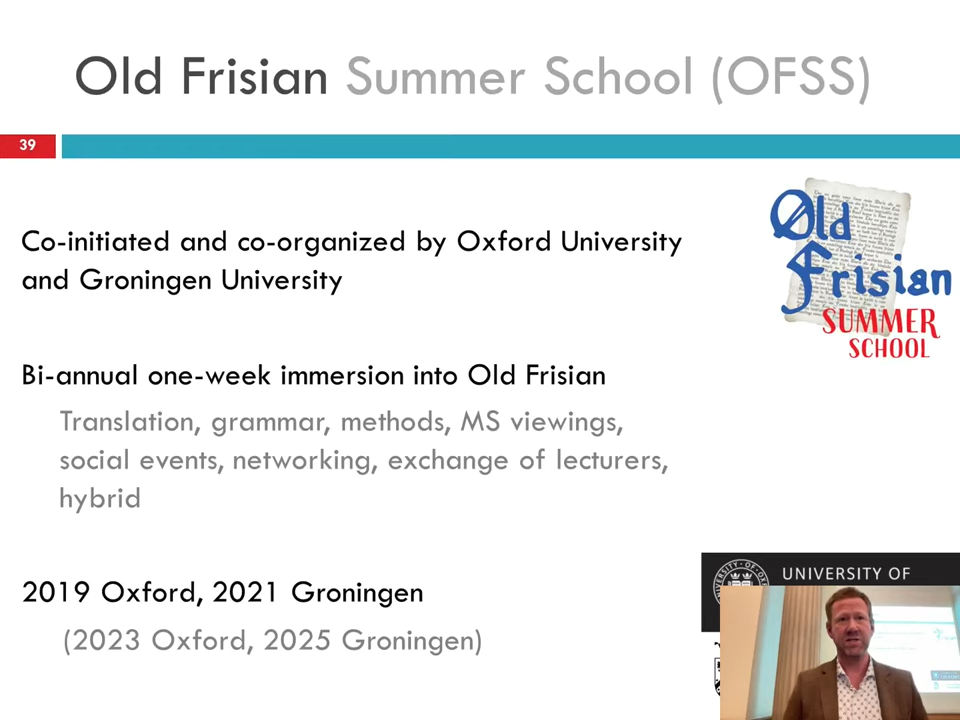 Old Frisian Summer School (OFSS)
39
Old
Frisian
SUMMER
SCHOOL
Co-initiated and co-organized by Oxford University
and Groningen University
Bi-annual one-week immersion into Old Frisian
Translation, grammar, methods, MS viewings,
social events, networking, exchange of lecturers,
hybrid
2019 Oxford, 2021 Groningen
(2023 Oxford, 2025 Groningen)
UNIVERSITY OF